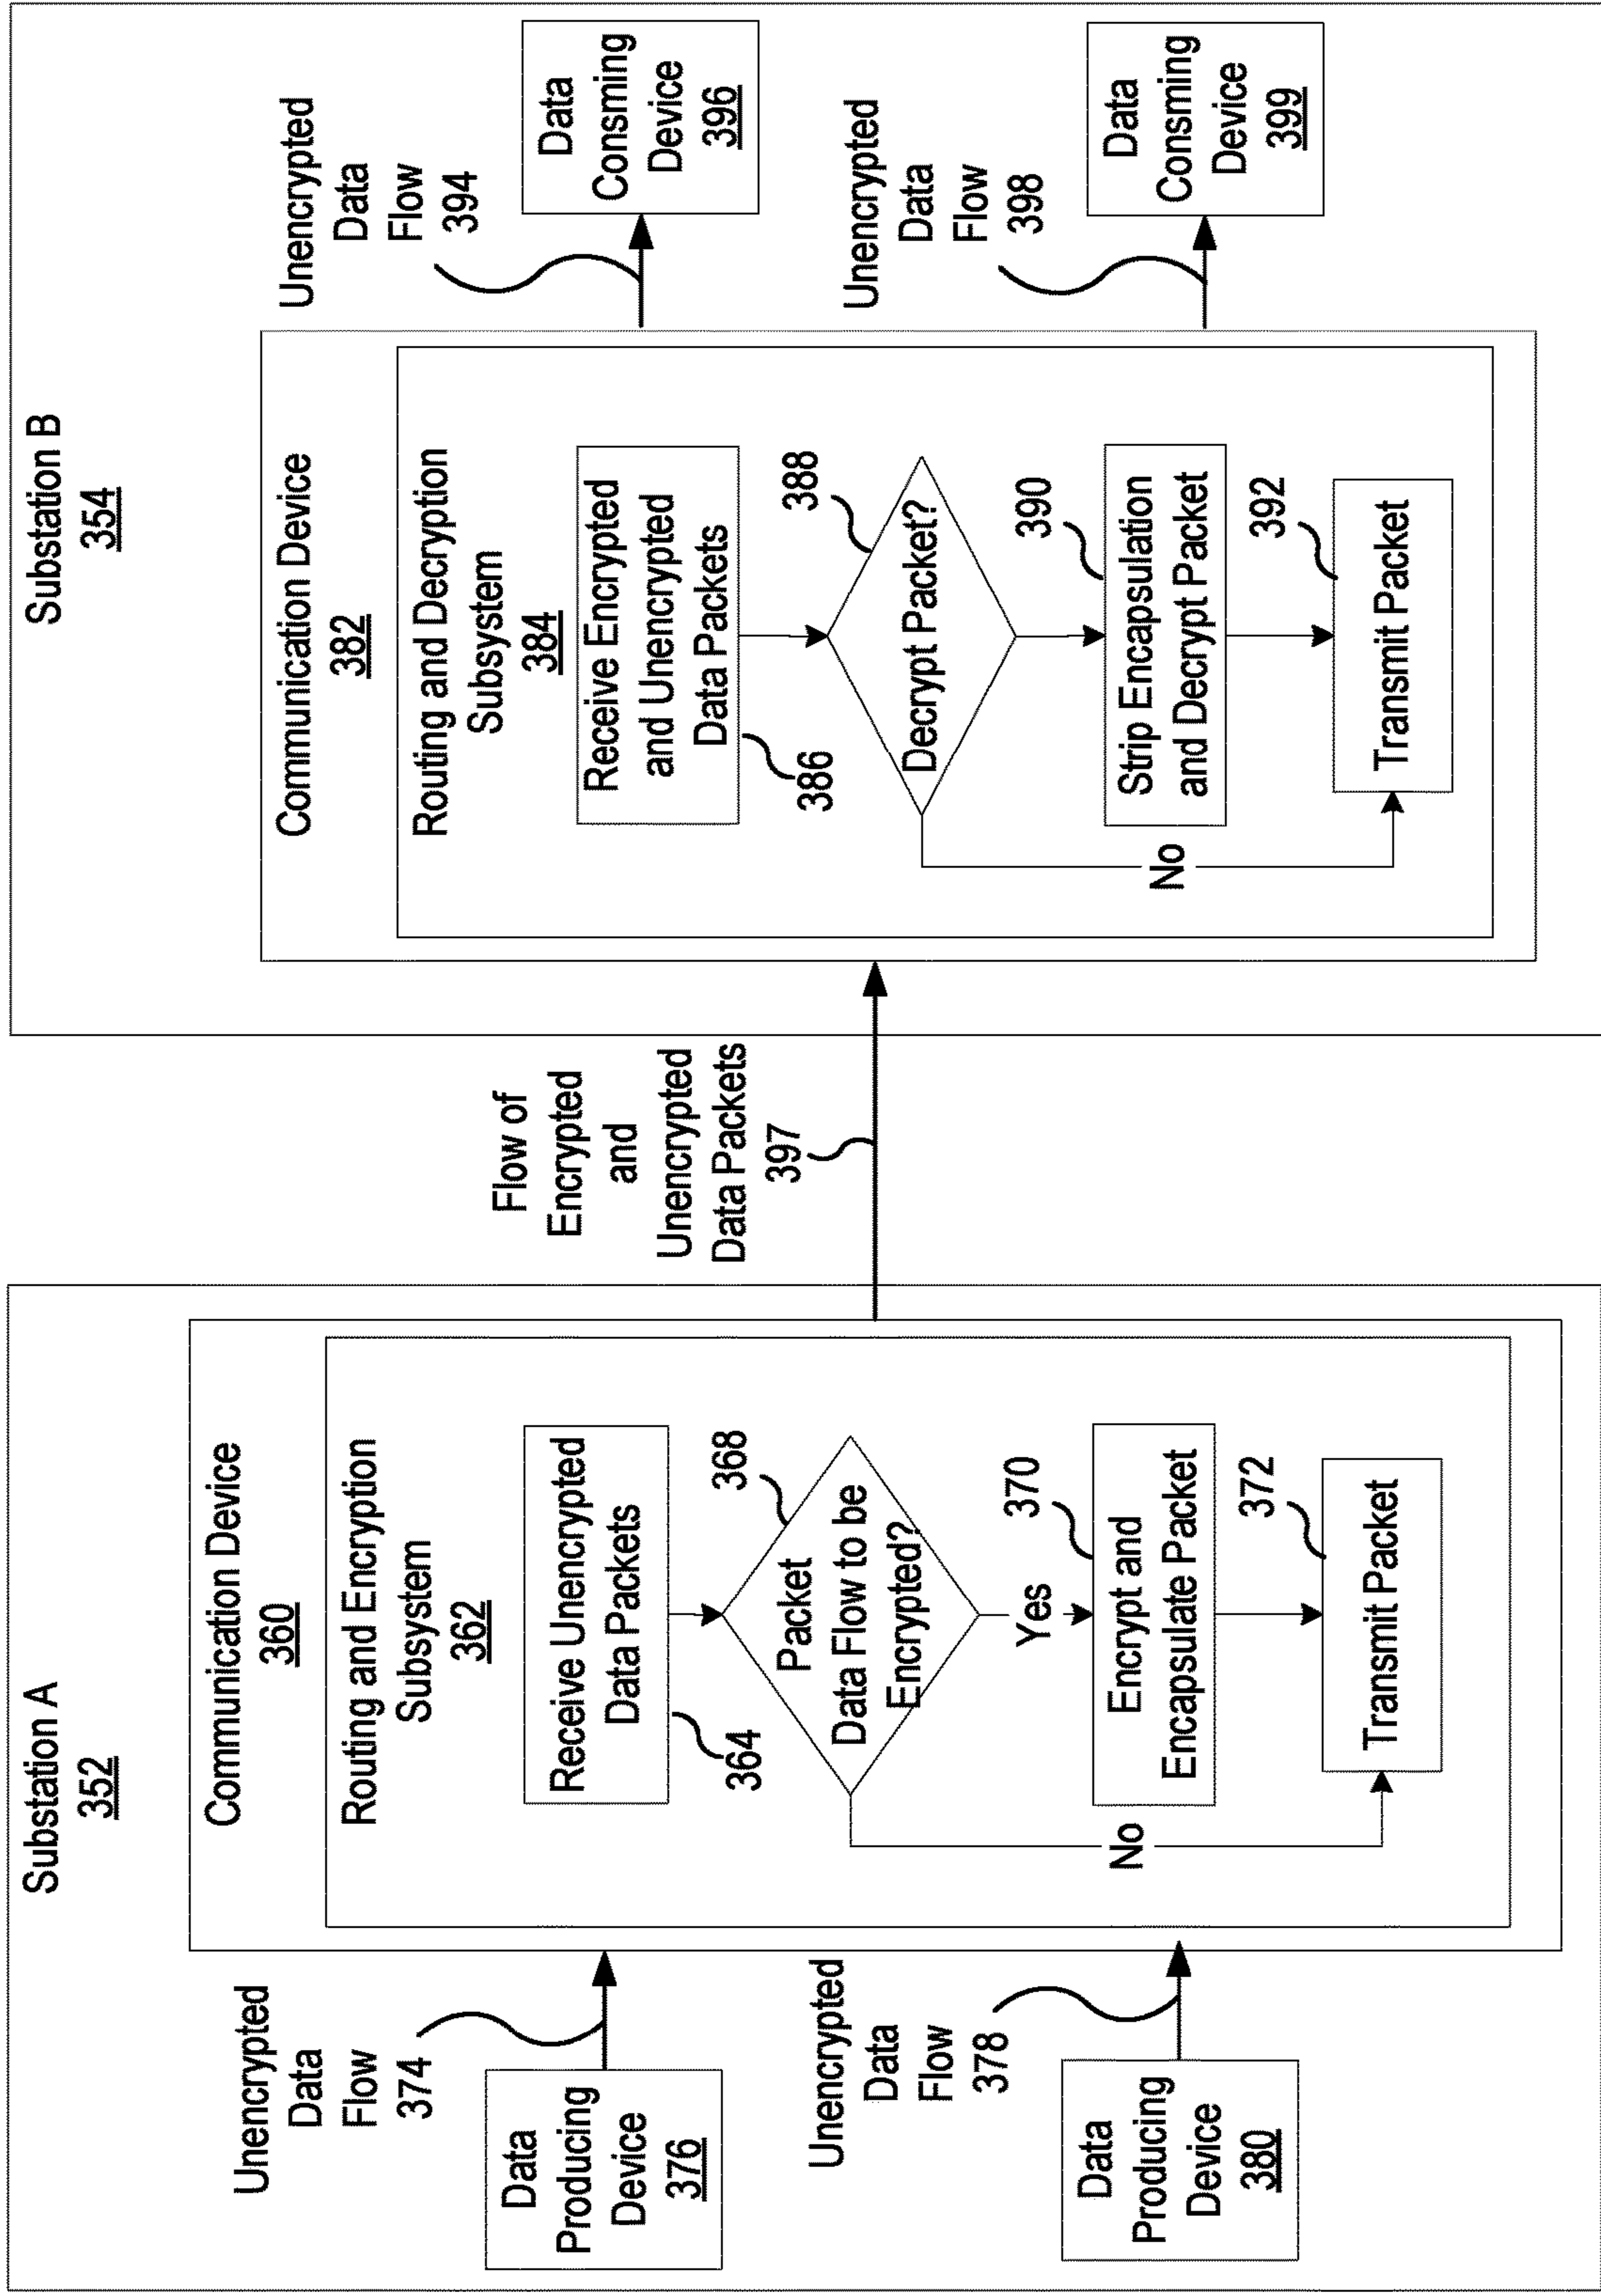 Substation A
352
Communication Device
360
Routing and Encryption
Subsystem
362
Receive Unencrypted
Data Packets
364
Packet
Data Flow to be
Encrypted?
368
Yes
No
Encrypt and
Encapsulate Packet
370
Transmit Packet
372
Unencrypted
Data
Flow
374
Data
Producing
Device
376
Unencrypted
Data
Flow
378
Data
Producing
Device
380
Flow of
Encrypted
and
Unencrypted
Data Packets
397
Substation B
354
Communication Device
382
Routing and Decryption
Subsystem
384
Receive Encrypted
and Unencrypted
Data Packets
386
Decrypt Packet?
388
No
Strip Encapsulation
and Decrypt Packet
390
Transmit Packet
392
Unencrypted
Data
Flow
394
Data
Consming
Device
396
Unencrypted
Data
Flow
398
Data
Consming
Device
399